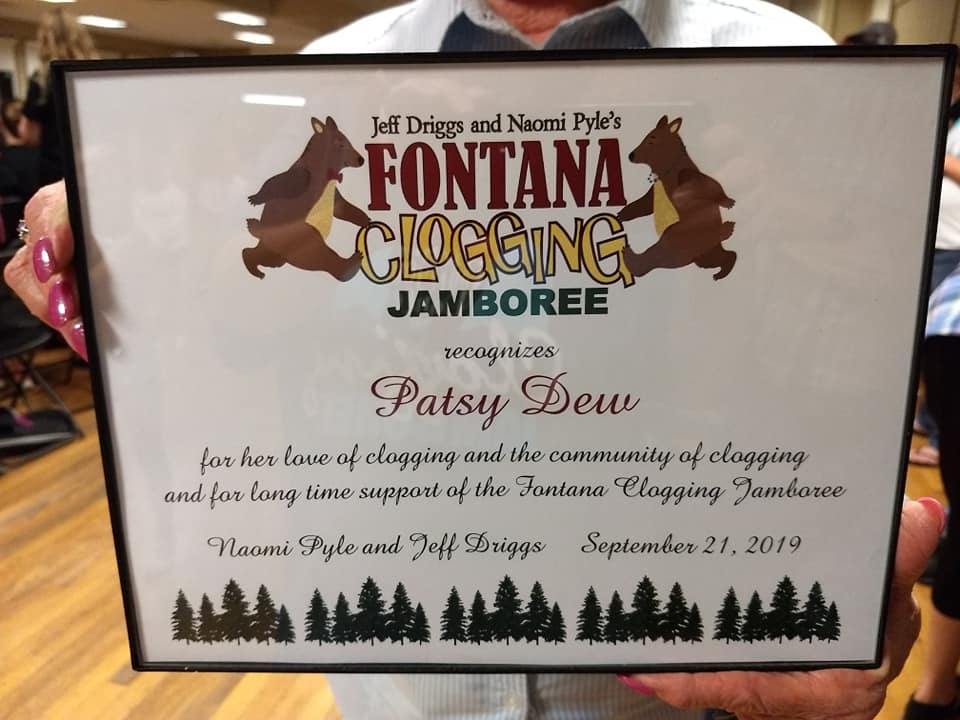 Jeff Driggs and Naomi Pyle's
FONTANA
CLOGGING
JAMBOREE
recognizes
Patsy Dew
for her love of clogging and the community of clogging
and for long time support of the Fontana Clogging Jamboree
Naomi Pyle and Jeff Driggs September 21, 2019